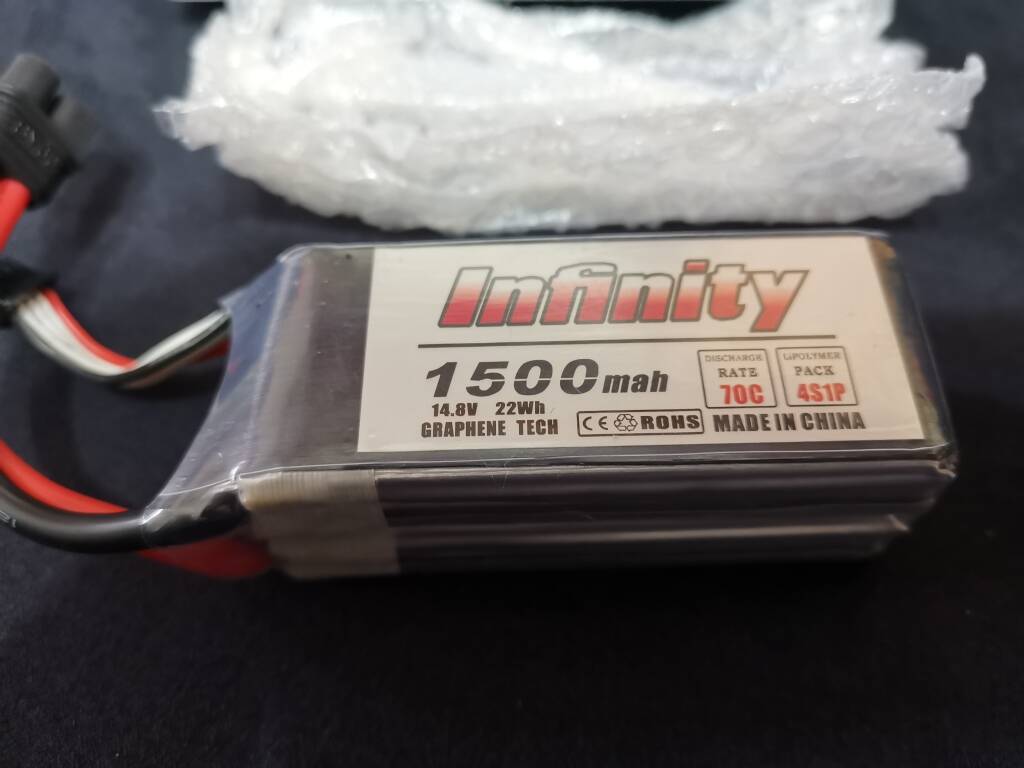 Infinity
1500mah
14.8V 22Wh
GRAPHENE TECH
CE ROHS
DISCHARGE
RATE
70C
LiPOLYMER
PACK
4S1P
MADE IN CHINA